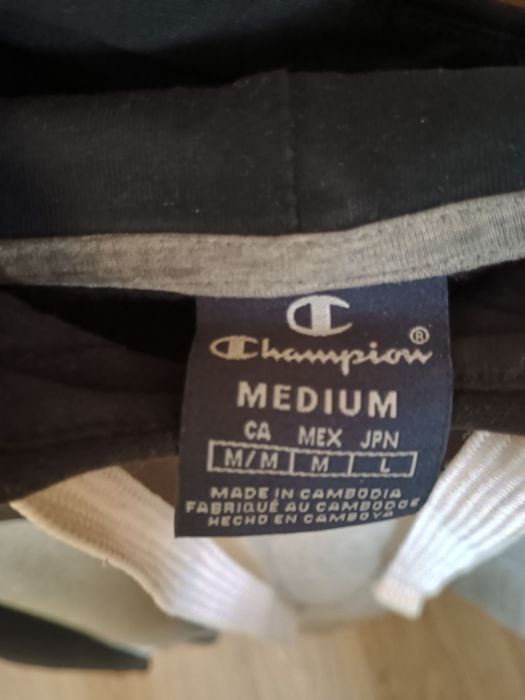 C
Champion®
MEDIUM
CA MEX JPN
M/M M L
MADE IN CAMBODIA
FABRIQUÉ AU CAMBODGE
HECHO EN CAMBOYA